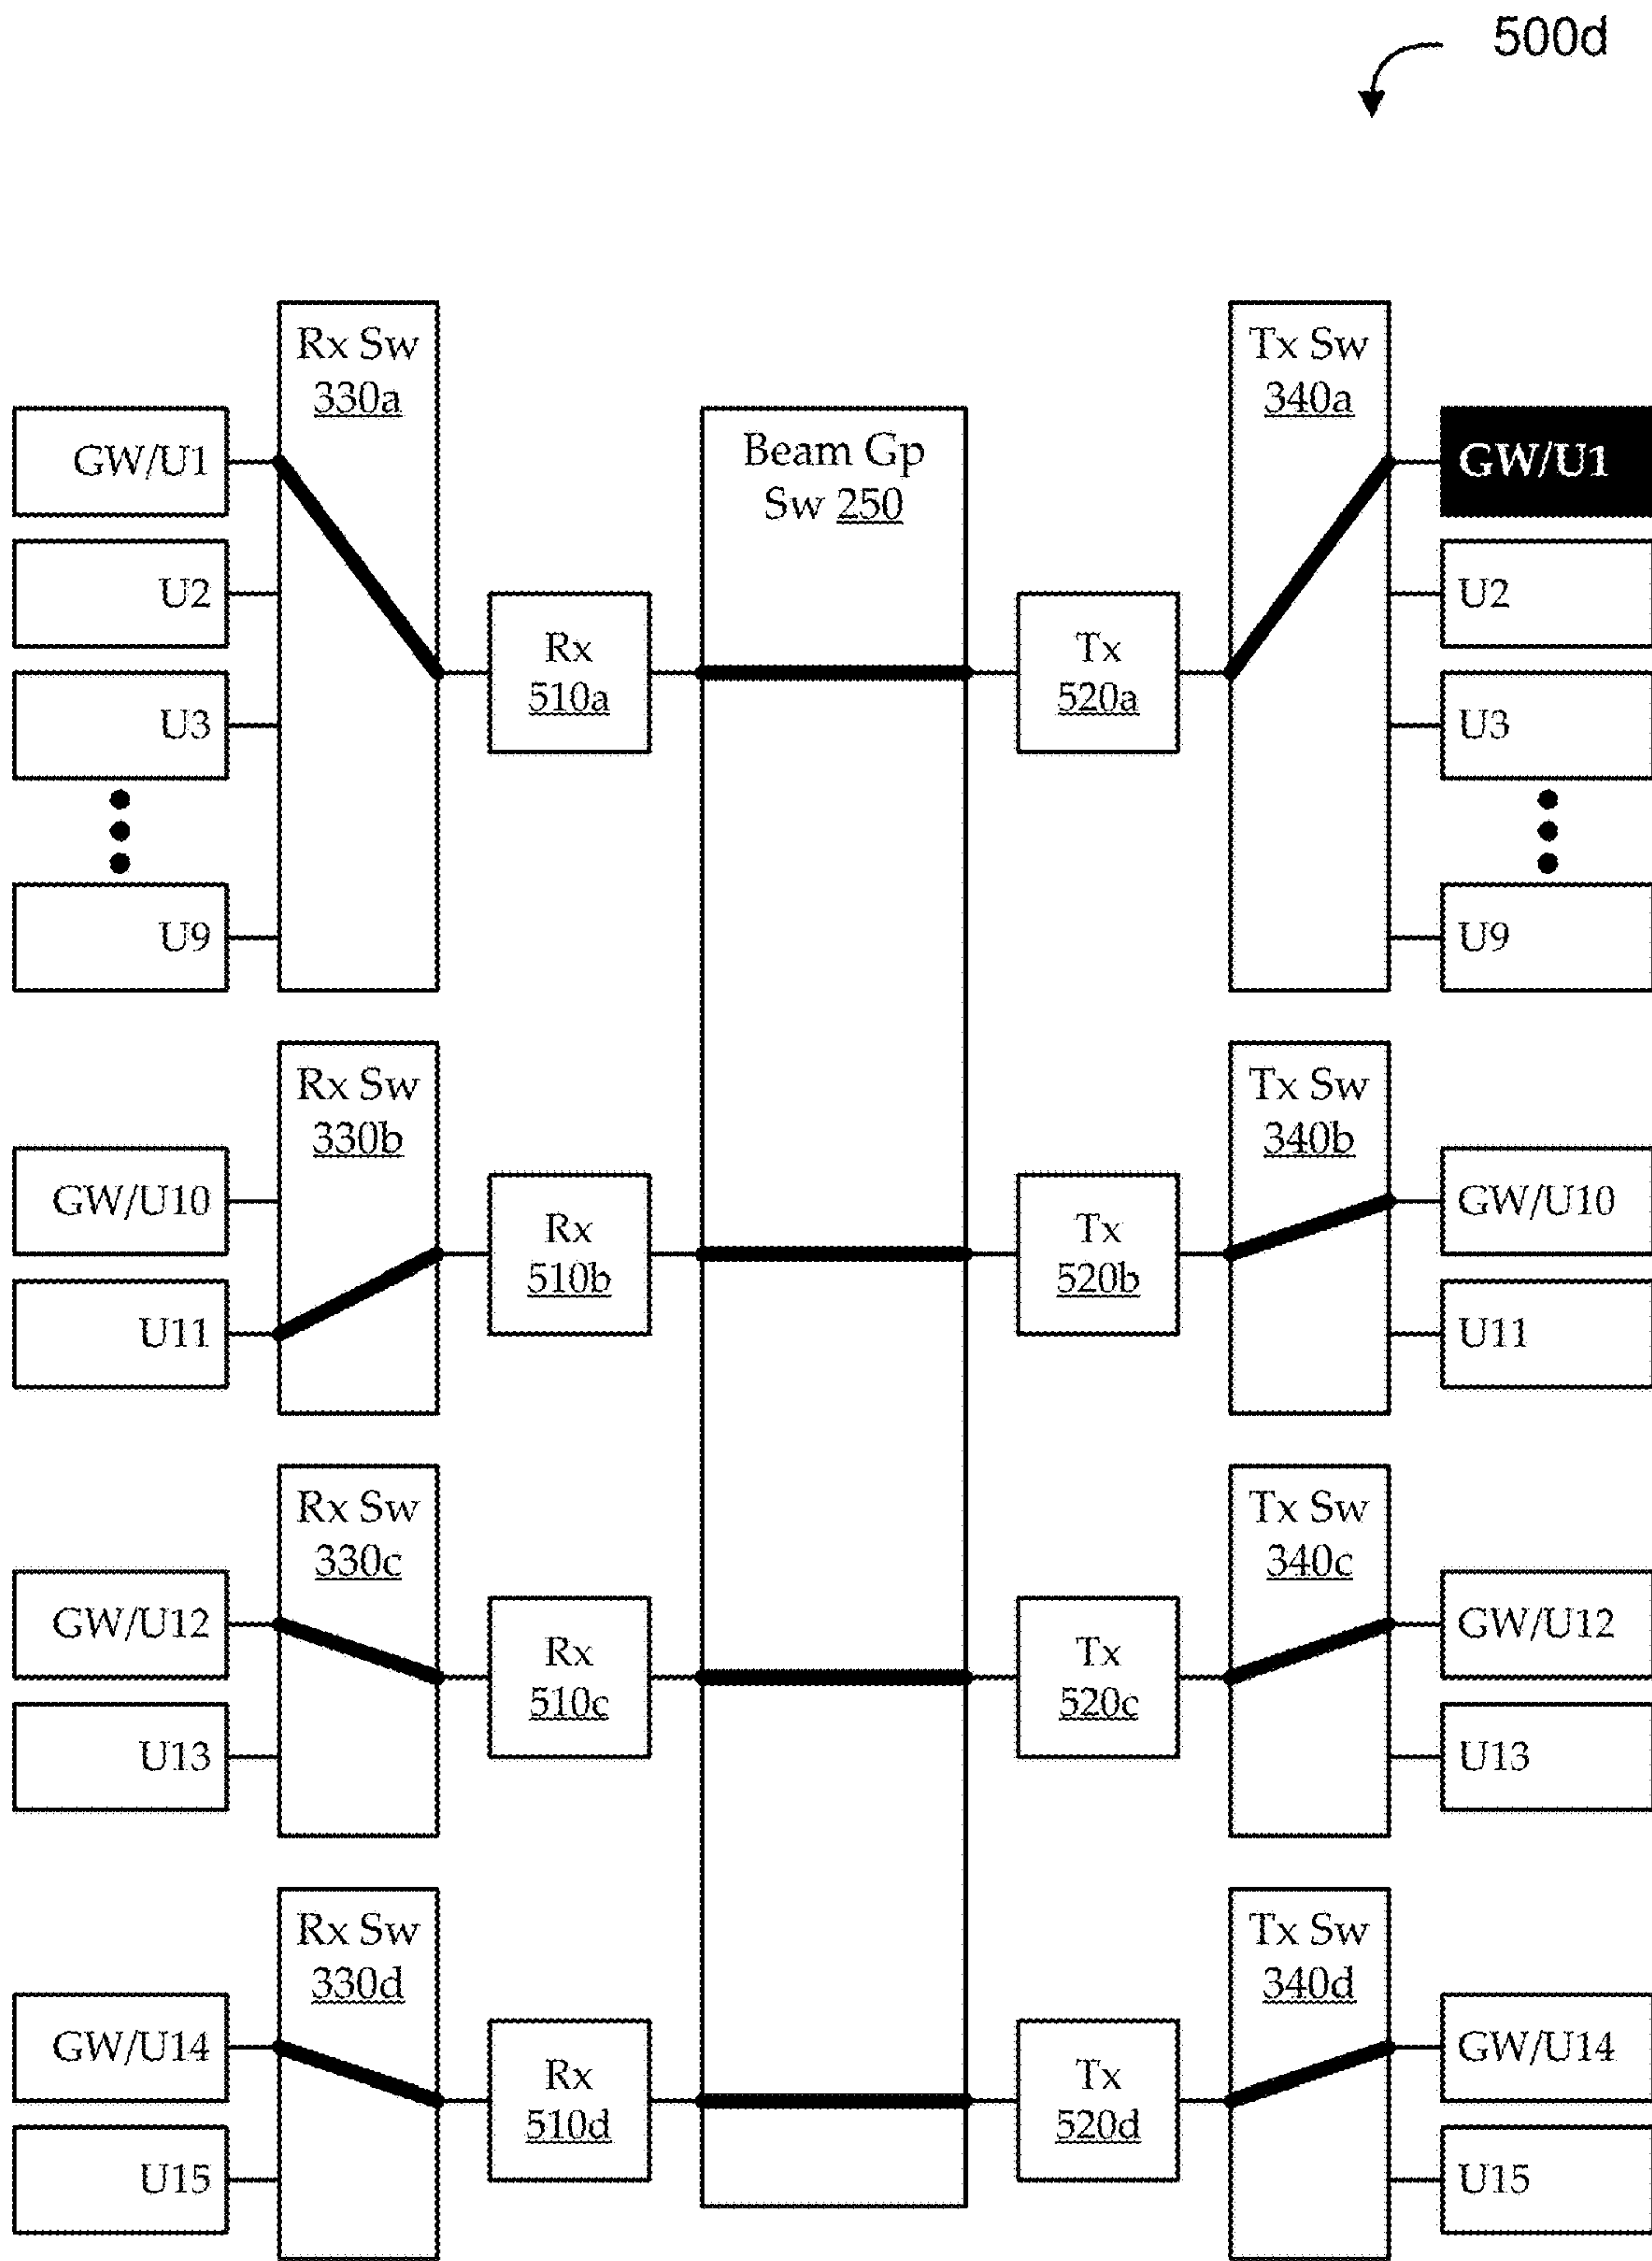 500d
Rx Sw
330a
GW/U1
U2
U3
U9
Rx
510a
Beam Gp
Sw 250
Tx
520a
Tx Sw
340a
GW/U1
U2
U3
U9
Rx Sw
330b
GW/U10
U11
Rx
510b
Tx
520b
Tx Sw
340b
GW/U10
U11
Rx Sw
330c
GW/U12
U13
Rx
510c
Tx
520c
Tx Sw
340c
GW/U12
U13
Rx Sw
330d
GW/U14
U15
Rx
510d
Tx
520d
Tx Sw
340d
GW/U14
U15